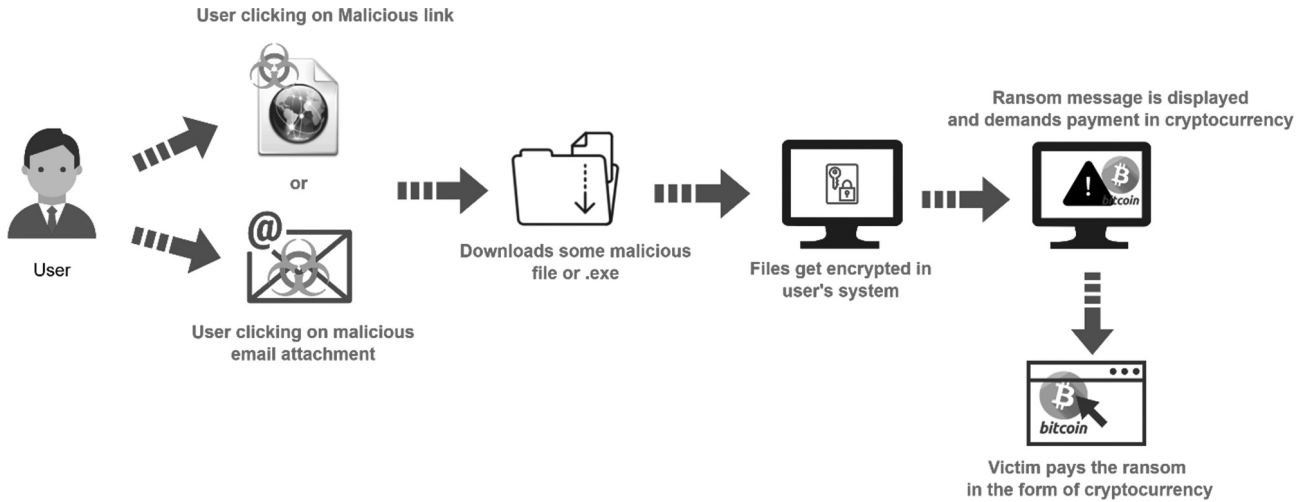 User clicking on Malicious link
User
or
@
User clicking on malicious
email attachment
Downloads some malicious
file or .exe
Files get encrypted in
user's system
Ransom message is displayed
and demands payment in cryptocurrency
!
bitcoin
bitcoin
Victim pays the ransom
in the form of cryptocurrency